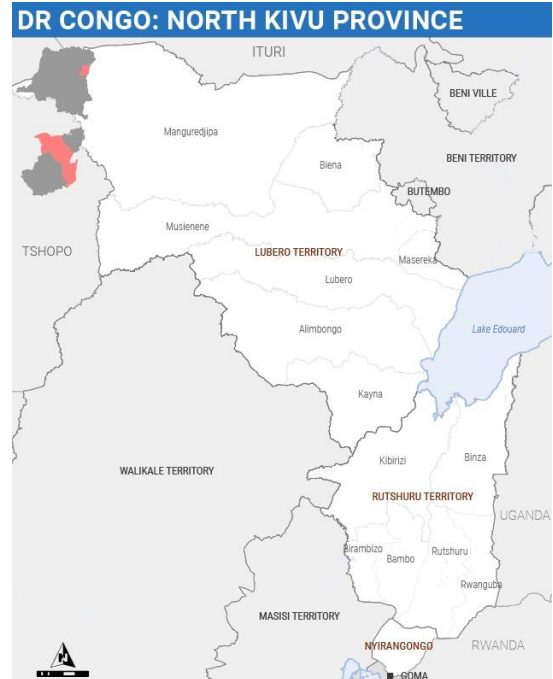 DR CONGO: NORTH KIVU PROVINCE
ITURI
BENI VILLE
Manguredjipa
BENI TERRITORY
Biena
BUTEMBO
Musienene
TSHOPO
LUBERO TERRITORY
Masereka
Lubero
Alimbongo
Lake Edouard
Kayna
Kibirizi
Binza
WALIKALE TERRITORY
RUTSHURU TERRITORY
UGANDA
Birambizo
Rutshuru
Bambo
Rwanguba
MASISI TERRITORY
NYIRANGONGO
RWANDA
N
GOMA